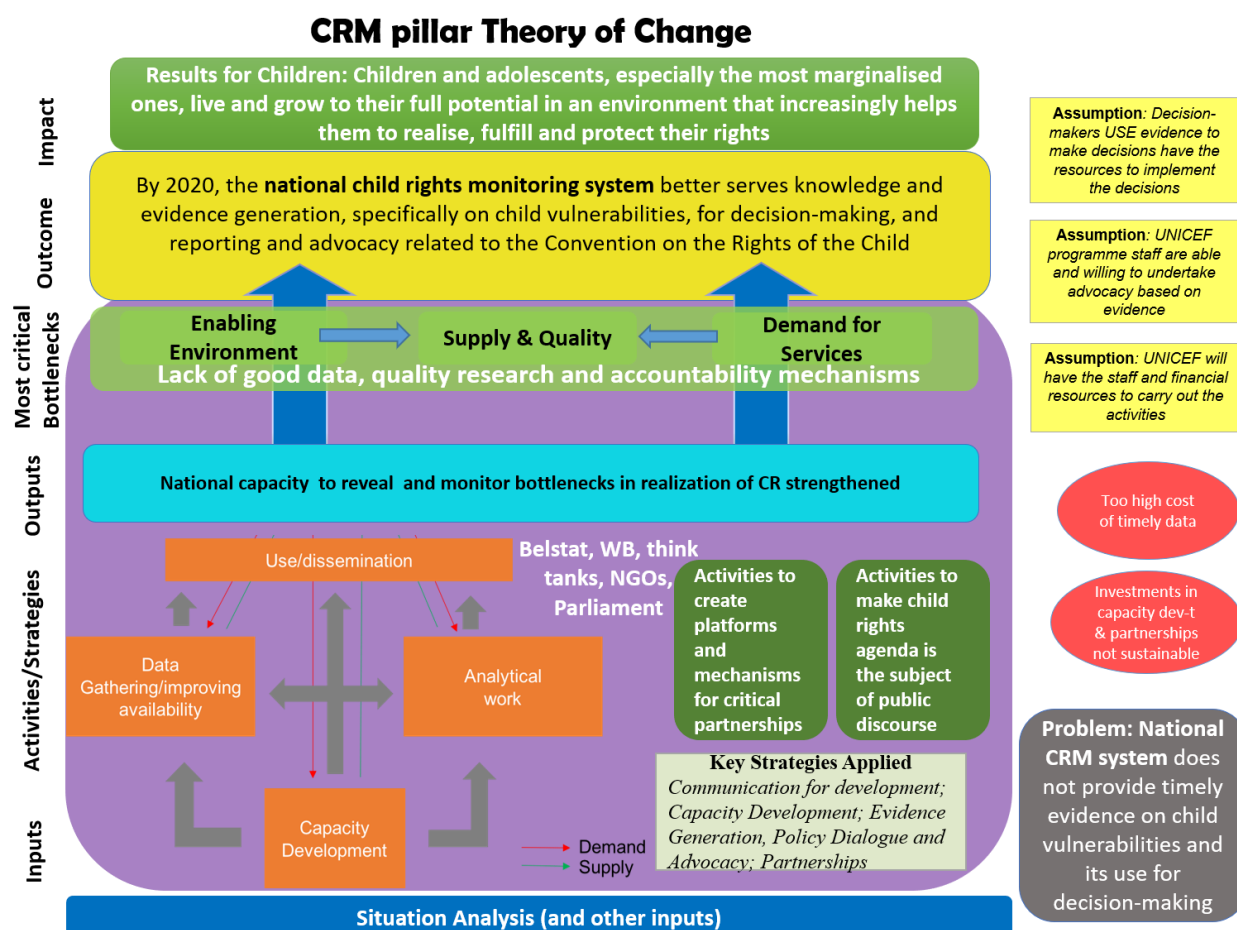 CRM pillar Theory of Change
Impact
Results for Children: Children and adolescents, especially the most marginalised
ones, live and grow to their full potential in an environment that increasingly helps
them to realise, fulfill and protect their rights
Outcome
By 2020, the national child rights monitoring system better serves knowledge and
evidence generation, specifically on child vulnerabilities, for decision-making, and
reporting and advocacy related to the Convention on the Rights of the Child
Most critical
Bottlenecks
Enabling
Environment
Supply & Quality
Demand for
Services
Lack of good data, quality research and accountability mechanisms
Outputs
National capacity to reveal and monitor bottlenecks in realization of CR strengthened
Activities/Strategies
Use/dissemination
Belstat, WB, think
tanks, NGOs,
Parliament
Data
Gathering/improving
availability
Analytical
work
Activities to
create
platforms
and
mechanisms
for critical
partnerships
Activities to
make child
rights
agenda is
the subject
of public
discourse
Inputs
Capacity
Development
Demand
Supply
Key Strategies Applied
Communication for development;
Capacity Development; Evidence
Generation, Policy Dialogue and
Advocacy; Partnerships
Situation Analysis (and other inputs)
Assumption: Decision-
makers USE evidence to
make decisions have the
resources to implement
the decisions
Assumption: UNICEF
programme staff are able
and willing to undertake
advocacy based on
evidence
Assumption: UNICEF will
have the staff and financial
resources to carry out the
activities
Too high cost
of timely data
Investments in
capacity dev-t
& partnerships
not sustainable
Problem: National
CRM system does
not provide timely
evidence on child
vulnerabilities and
its use for
decision-making